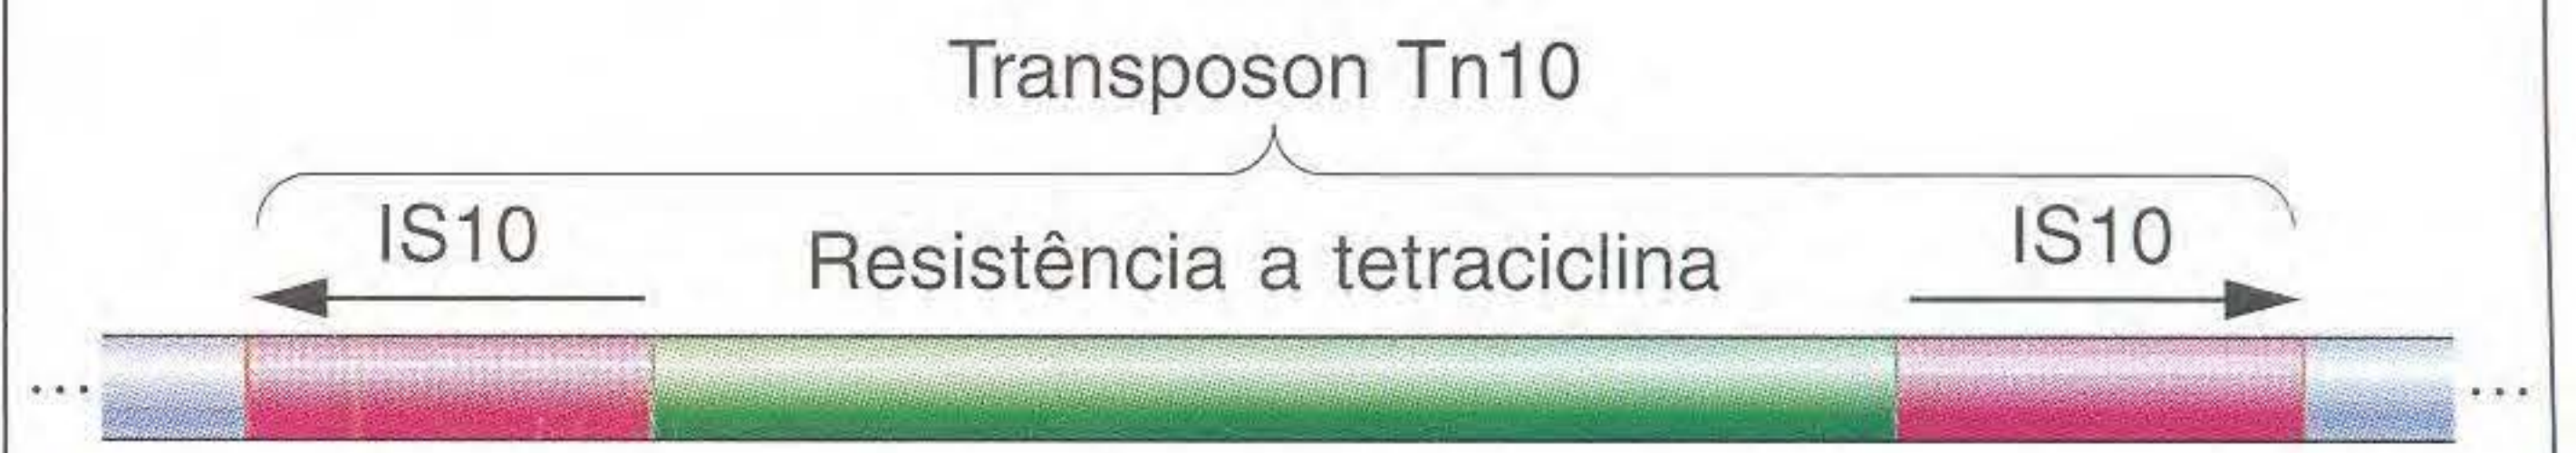 Transposon Tn10
IS10
Resistência a tetraciclina
IS10
...
...